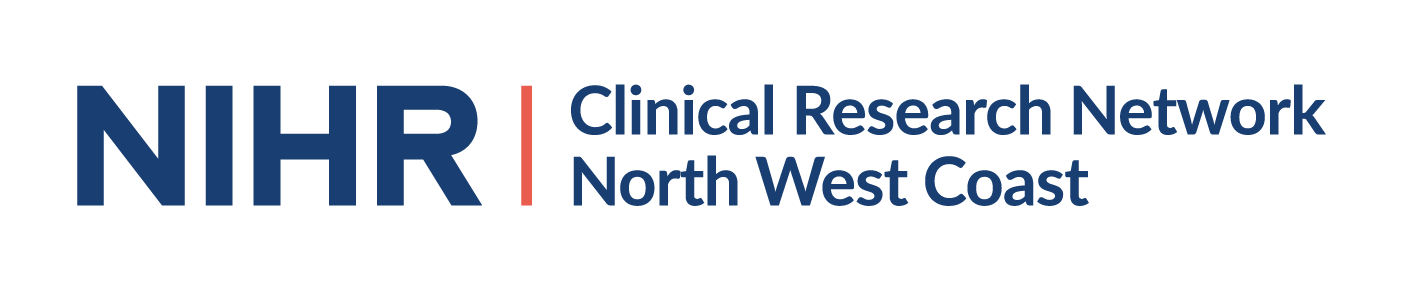 NIHR
Clinical Research Network
North West Coast